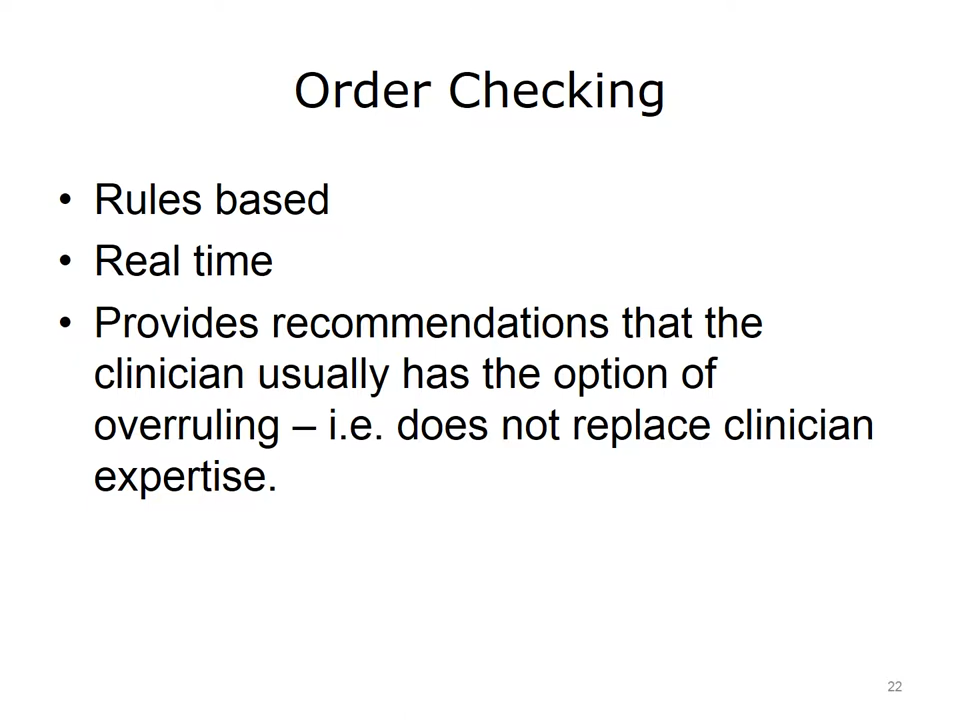 Order Checking
• Rules based
• Real time
• Provides recommendations that the
clinician usually has the option of
overruling – i.e. does not replace clinician
expertise.
22